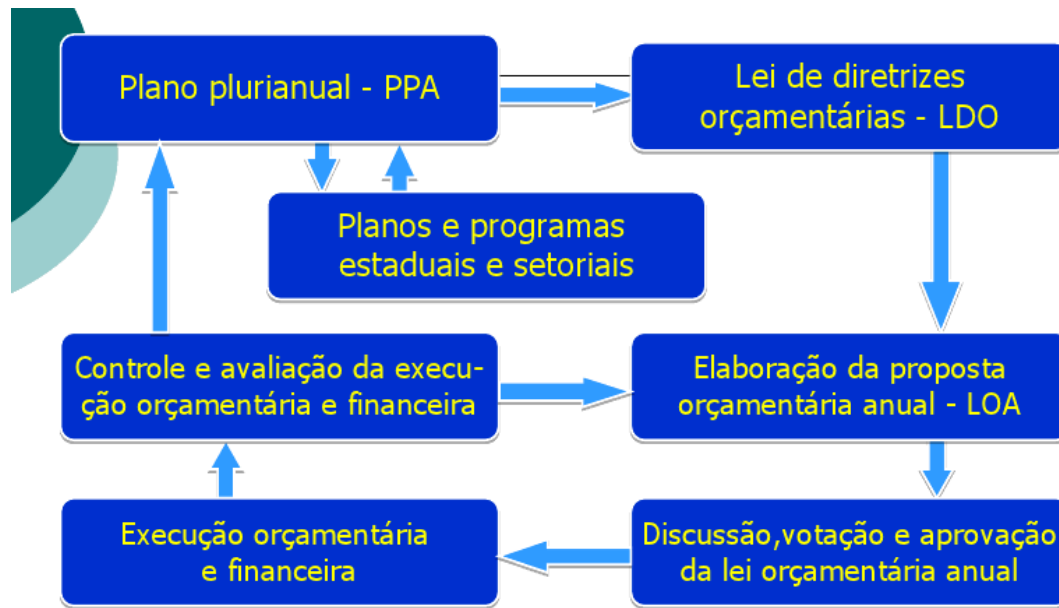 Plano plurianual - PPA
Lei de diretrizes
orçamentárias - LDO
Planos e programas
estaduais e setoriais
Controle e avaliação da execu-
ção orçamentária e financeira
Elaboração da proposta
orçamentária anual - LOA
Execução orçamentária
e financeira
Discussão,votação e aprovação
da lei orçamentária anual